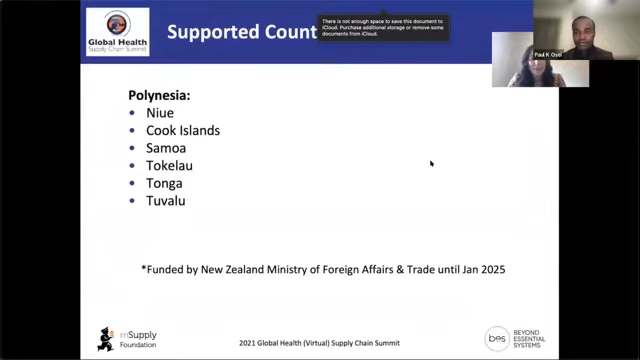 Global Health
Supply Chain Summit
Supported Count
There is not enough space to save this document to
iCloud. Purchase additional storage or remove some
documents from iCloud.
Paul K Osei
Polynesia:
• Niue
• Cook Islands
• Samoa
• Tokelau
• Tonga
• Tuvalu
*Funded by New Zealand Ministry of Foreign Affairs & Trade until Jan 2025
mSupply
Foundation
2021 Global Health (Virtual) Supply Chain Summit
bes
BEYOND
ESSENTIAL
SYSTEMS